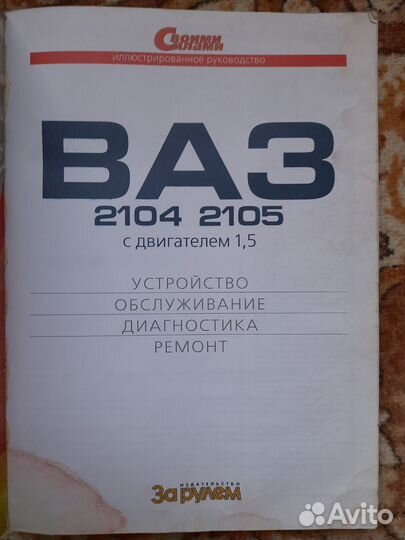 Своими
Силами
иллюстрированное руководство
ВАЗ
2104 2105
с двигателем 1,5
УСТРОЙСТВО
ОБСЛУЖИВАНИЕ
ДИАГНОСТИКА
РЕМОНТ
ИЗДАТЕЛЬСТВО
За рулем
Avito